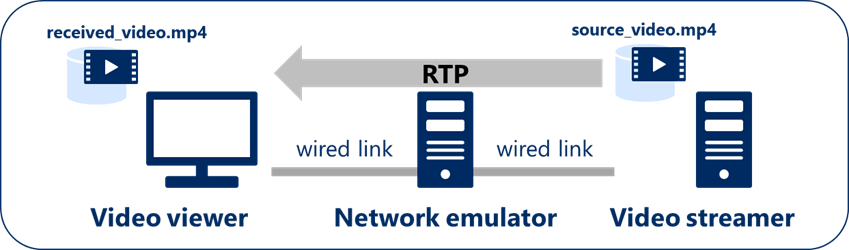 received_video.mp4
source_video.mp4
RTP
wired link
wired link
Video viewer
Network emulator
Video streamer